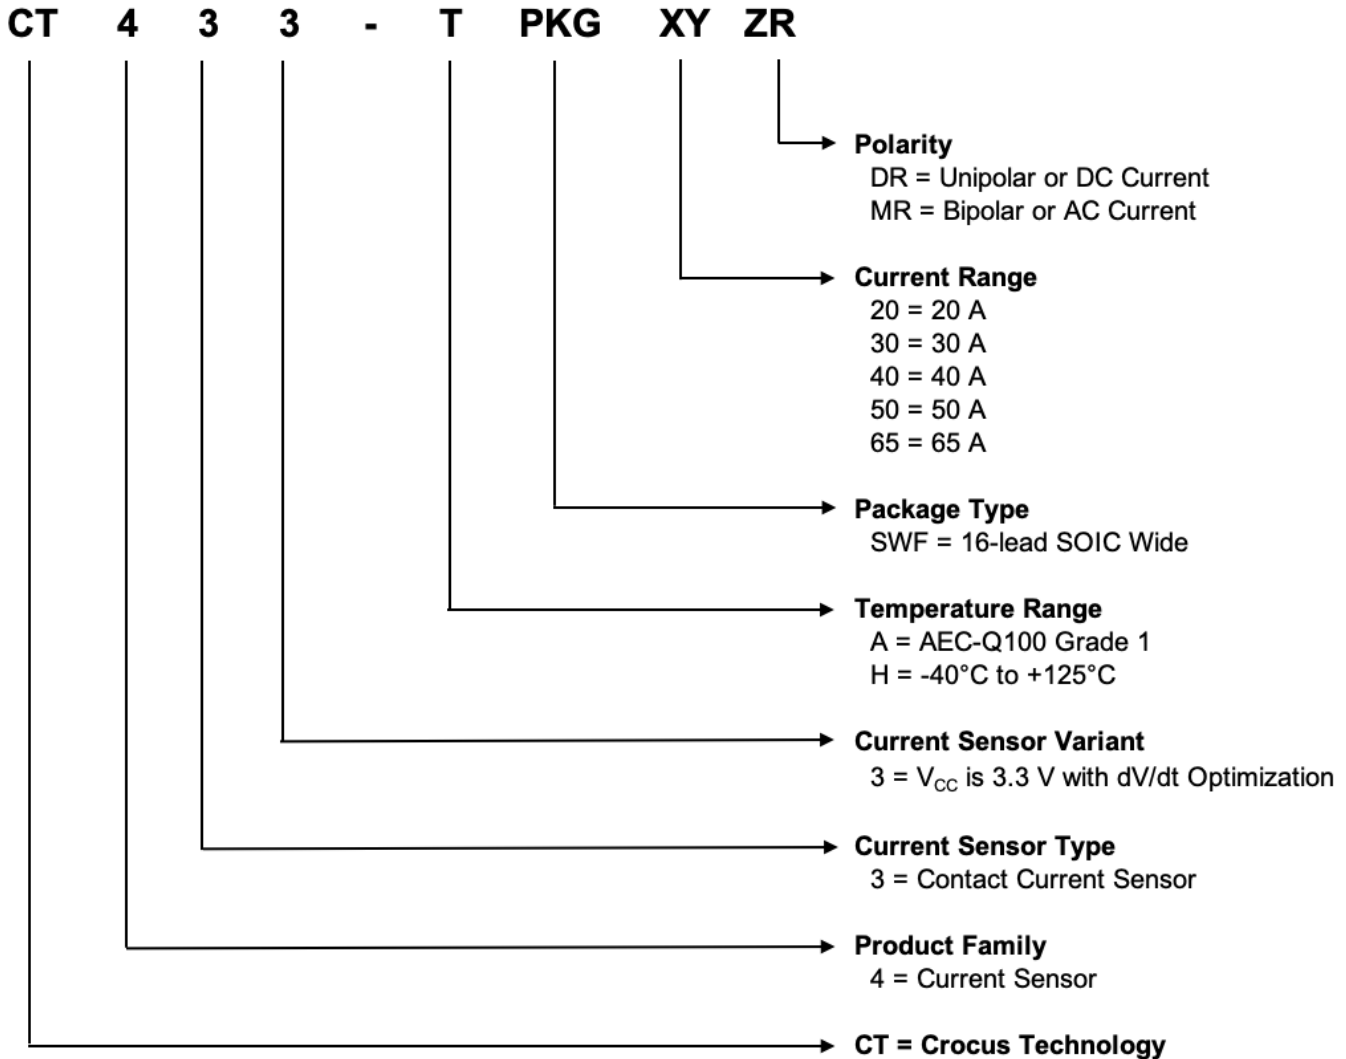 CT 4 3 3 - T PKG XY ZR
Polarity
DR = Unipolar or DC Current
MR = Bipolar or AC Current
Current Range
20 = 20 A
30 = 30 A
40 = 40 A
50 = 50 A
65 = 65 A
Package Type
SWF = 16-lead SOIC Wide
Temperature Range
A = AEC-Q100 Grade 1
H = -40°C to +125°C
Current Sensor Variant
3 = VCC is 3.3 V with dV/dt Optimization
Current Sensor Type
3 = Contact Current Sensor
Product Family
4 = Current Sensor
CT = Crocus Technology